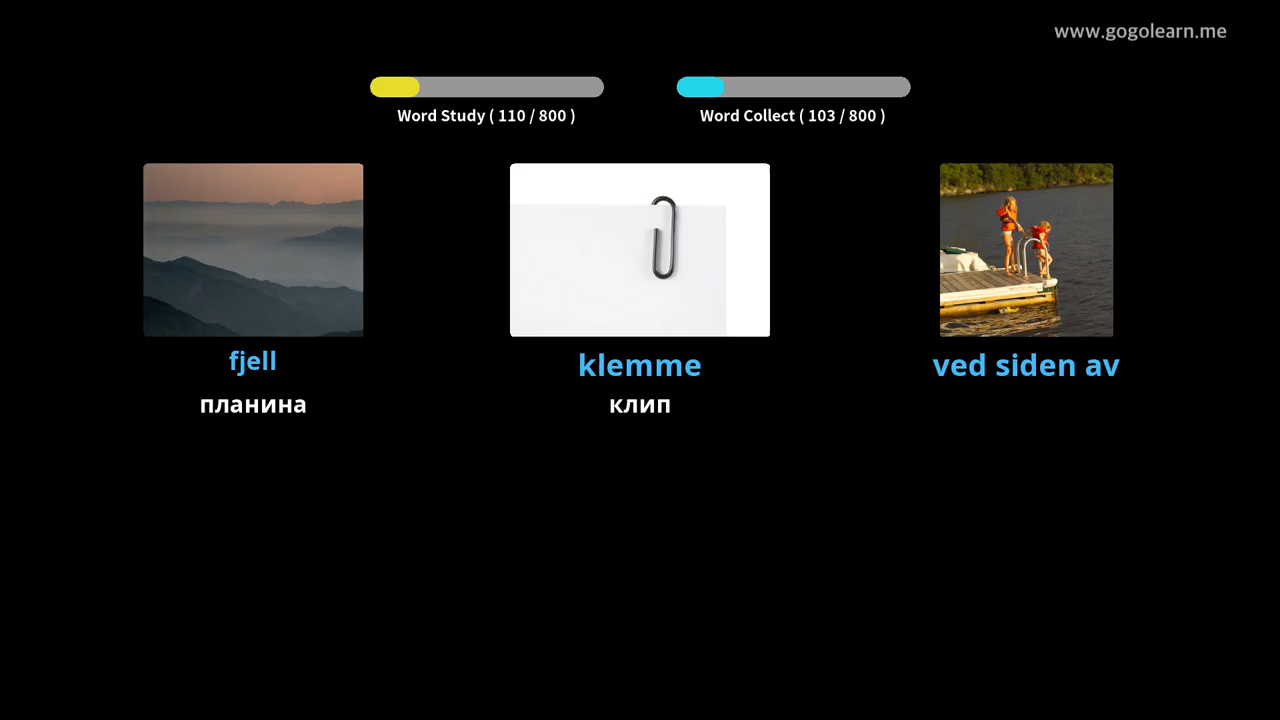 www.gogolearn.me
Word Study ( 110 / 800 )
Word Collect ( 103 / 800 )
fjell
klemme
ved siden av
планина
клип